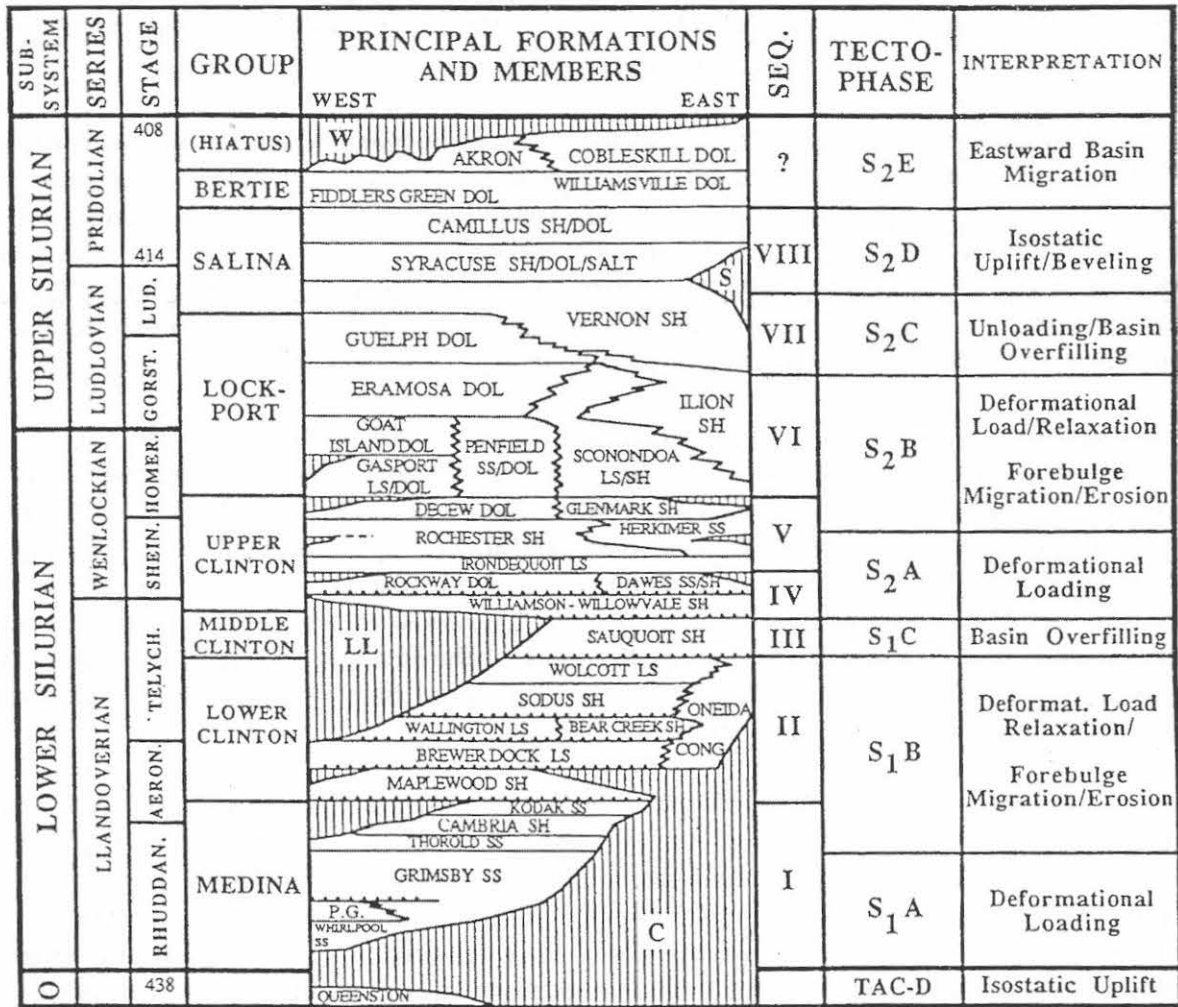 SUB-
SYSTEM
SERIES
STAGE
GROUP
PRINCIPAL FORMATIONS
AND MEMBERS
WEST
EAST
SEQ.
TECTO-
PHASE
INTERPRETATION
UPPER SILURIAN
LOWER SILURIAN
O
PRIDOLIAN
LUDLOVIAN
WENLOCKIAN
LLANDOVERIAN
408
414
LUD.
GORST.
HOMER.
SHEIN.
TELYCH.
AERON.
RHUDDAN.
438
(HIATUS)
BERTIE
SALINA
LOCK-
PORT
UPPER
CLINTON
MIDDLE
CLINTON
LOWER
CLINTON
MEDINA
W
AKRON
COBLESKILL DOL
WILLIAMSVILLE DOL
FIDDLERS GREEN DOL
CAMILLUS SH/DOL
SYRACUSE SH/DOL/SALT
S
VERNON SH
GUELPH DOL
ERAMOSA DOL
ILION
SH
GOAT
ISLAND DOL
PENFIELD
SS/DOL
SCONONDOA
LS/SH
GASPORT
LS/DOL
DECEW DOL
GLENMARK SH
ROCHESTER SH
HERKIMER SS
IRONDEQUOIT LS
ROCKWAY DOL
DAWES SS/SH
WILLIAMSON - WILLOWVALE SH
LL
SAUQUOIT SH
WOLCOTT LS
SODUS SH
ONEIDA
CONG
WALLINGTON LS
BEAR CREEK SH
BREWER DOCK LS
MAPLEWOOD SH
KODAK SS
CAMBRIA SH
THOROLD SS
GRIMSBY SS
P.G.
WHIRLPOOL
SS
C
QUEENSTON
?
VIII
VII
VI
V
IV
III
II
I
S2E
S2D
S2C
S2B
S2A
S1C
S1B
S1A
TAC-D
Eastward Basin
Migration
Isostatic
Uplift/Beveling
Unloading/Basin
Overfilling
Deformational
Load/Relaxation
Forebulge
Migration/Erosion
Deformational
Loading
Basin Overfilling
Deformat. Load
Relaxation/
Forebulge
Migration/Erosion
Deformational
Loading
Isostatic Uplift